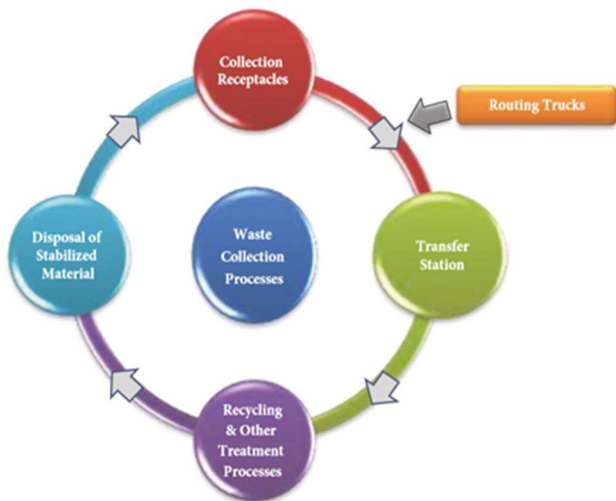 Collection
Receptacles
Routing Trucks
Disposal of
Stabilized
Material
Waste
Collection
Processes
Transfer
Station
Recycling
& Other
Treatment
Processes